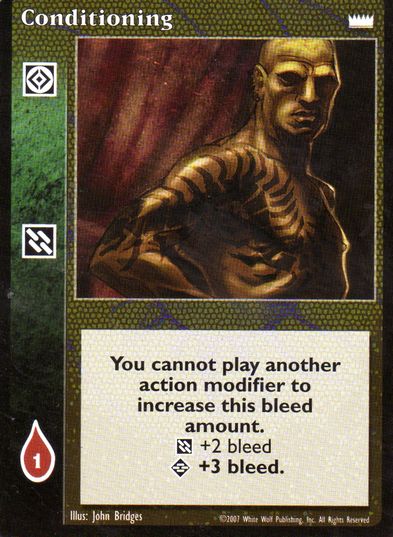 Conditioning
You cannot play another
action modifier to
increase this bleed
amount.
+2 bleed
+3 bleed.
1
Illus: John Bridges
©2007 White Wolf Publishing, Inc. All Rights Reserved